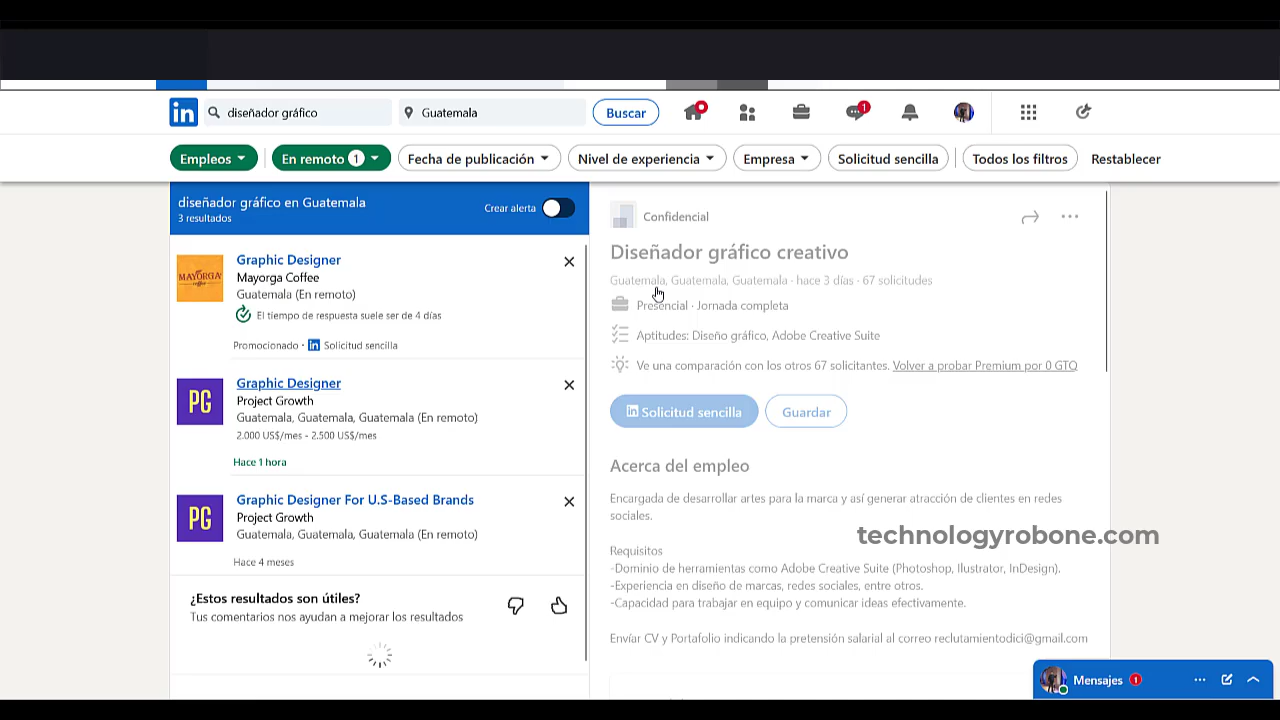 in
diseñador gráfico
Guatemala
Buscar
1
Empleos
En remoto 1
Fecha de publicación
Nivel de experiencia
Empresa
Solicitud sencilla
Todos los filtros
Restablecer
diseñador gráfico en Guatemala
3 resultados
Crear alerta
Graphic Designer
MAYORGA
coffee
Mayorga Coffee
Guatemala (En remoto)
El tiempo de respuesta suele ser de 4 días
Promocionado · in Solicitud sencilla
Graphic Designer
PG
Project Growth
Guatemala, Guatemala, Guatemala (En remoto)
2.000 US$/mes - 2.500 US$/mes
Hace 1 hora
Graphic Designer For U.S-Based Brands
PG
Project Growth
Guatemala, Guatemala, Guatemala (En remoto)
Hace 4 meses
¿Estos resultados son útiles?
Tus comentarios nos ayudan a mejorar los resultados
Confidencial
Diseñador gráfico creativo
Guatemala, Guatemala, Guatemala · hace 3 días · 67 solicitudes
Presencial · Jornada completa
Aptitudes: Diseño gráfico, Adobe Creative Suite
Ve una comparación con los otros 67 solicitantes. Volver a probar Premium por 0 GTQ
in Solicitud sencilla
Guardar
Acerca del empleo
Encargada de desarrollar artes para la marca y así generar atracción de clientes en redes
sociales.
technologyrobone.com
Requisitos
-Dominio de herramientas como Adobe Creative Suite (Photoshop, Ilustrator, InDesign).
-Experiencia en diseño de marcas, redes sociales, entre otros.
-Capacidad para trabajar en equipo y comunicar ideas efectivamente.
Envíar CV y Portafolio indicando la pretensión salarial al correo reclutamientodici@gmail.com
Mensajes 1